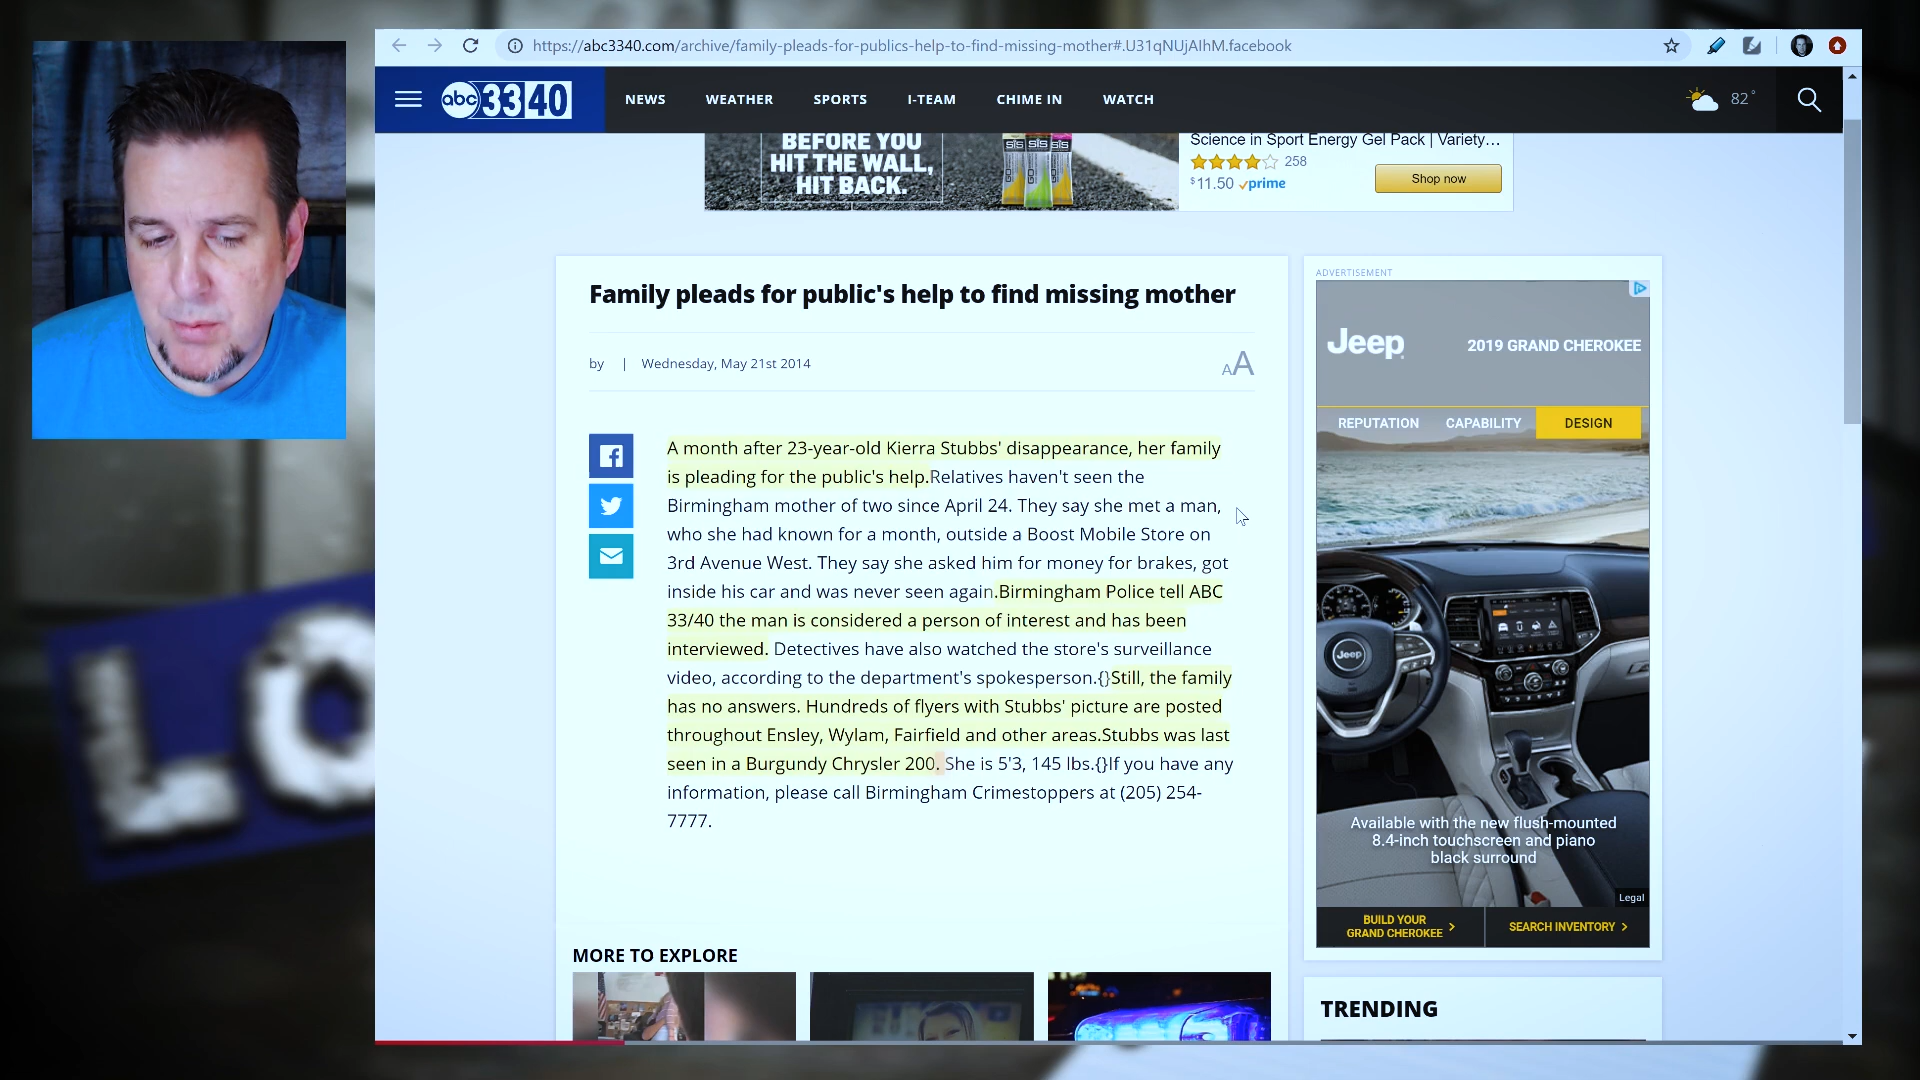 https://abc3340.com/archive/family-pleads-for-publics-help-to-find-missing-mother#.U31qNUjAIhM.facebook
abc 33 40
NEWS
WEATHER
SPORTS
I-TEAM
CHIME IN
WATCH
82°
BEFORE YOU
HIT THE WALL,
HIT BACK.
SiS SiS SiS
GO GO
Science in Sport Energy Gel Pack | Variety…
258
$11.50 prime
Shop now
Family pleads for public's help to find missing mother
by | Wednesday, May 21st 2014
AA
A month after 23-year-old Kierra Stubbs' disappearance, her family
is pleading for the public's help.Relatives haven't seen the
Birmingham mother of two since April 24. They say she met a man,
who she had known for a month, outside a Boost Mobile Store on
3rd Avenue West. They say she asked him for money for brakes, got
inside his car and was never seen again.Birmingham Police tell ABC
33/40 the man is considered a person of interest and has been
interviewed. Detectives have also watched the store's surveillance
video, according to the department's spokesperson.{}Still, the family
has no answers. Hundreds of flyers with Stubbs' picture are posted
throughout Ensley, Wylam, Fairfield and other areas.Stubbs was last
seen in a Burgundy Chrysler 200. She is 5'3, 145 lbs.{}If you have any
information, please call Birmingham Crimestoppers at (205) 254-
7777.
MORE TO EXPLORE
ADVERTISEMENT
Jeep
2019 GRAND CHEROKEE
REPUTATION
CAPABILITY
DESIGN
Jeep
Available with the new flush-mounted
8.4-inch touchscreen and piano
black surround
Legal
BUILD YOUR
GRAND CHEROKEE >
SEARCH INVENTORY >
TRENDING
LO